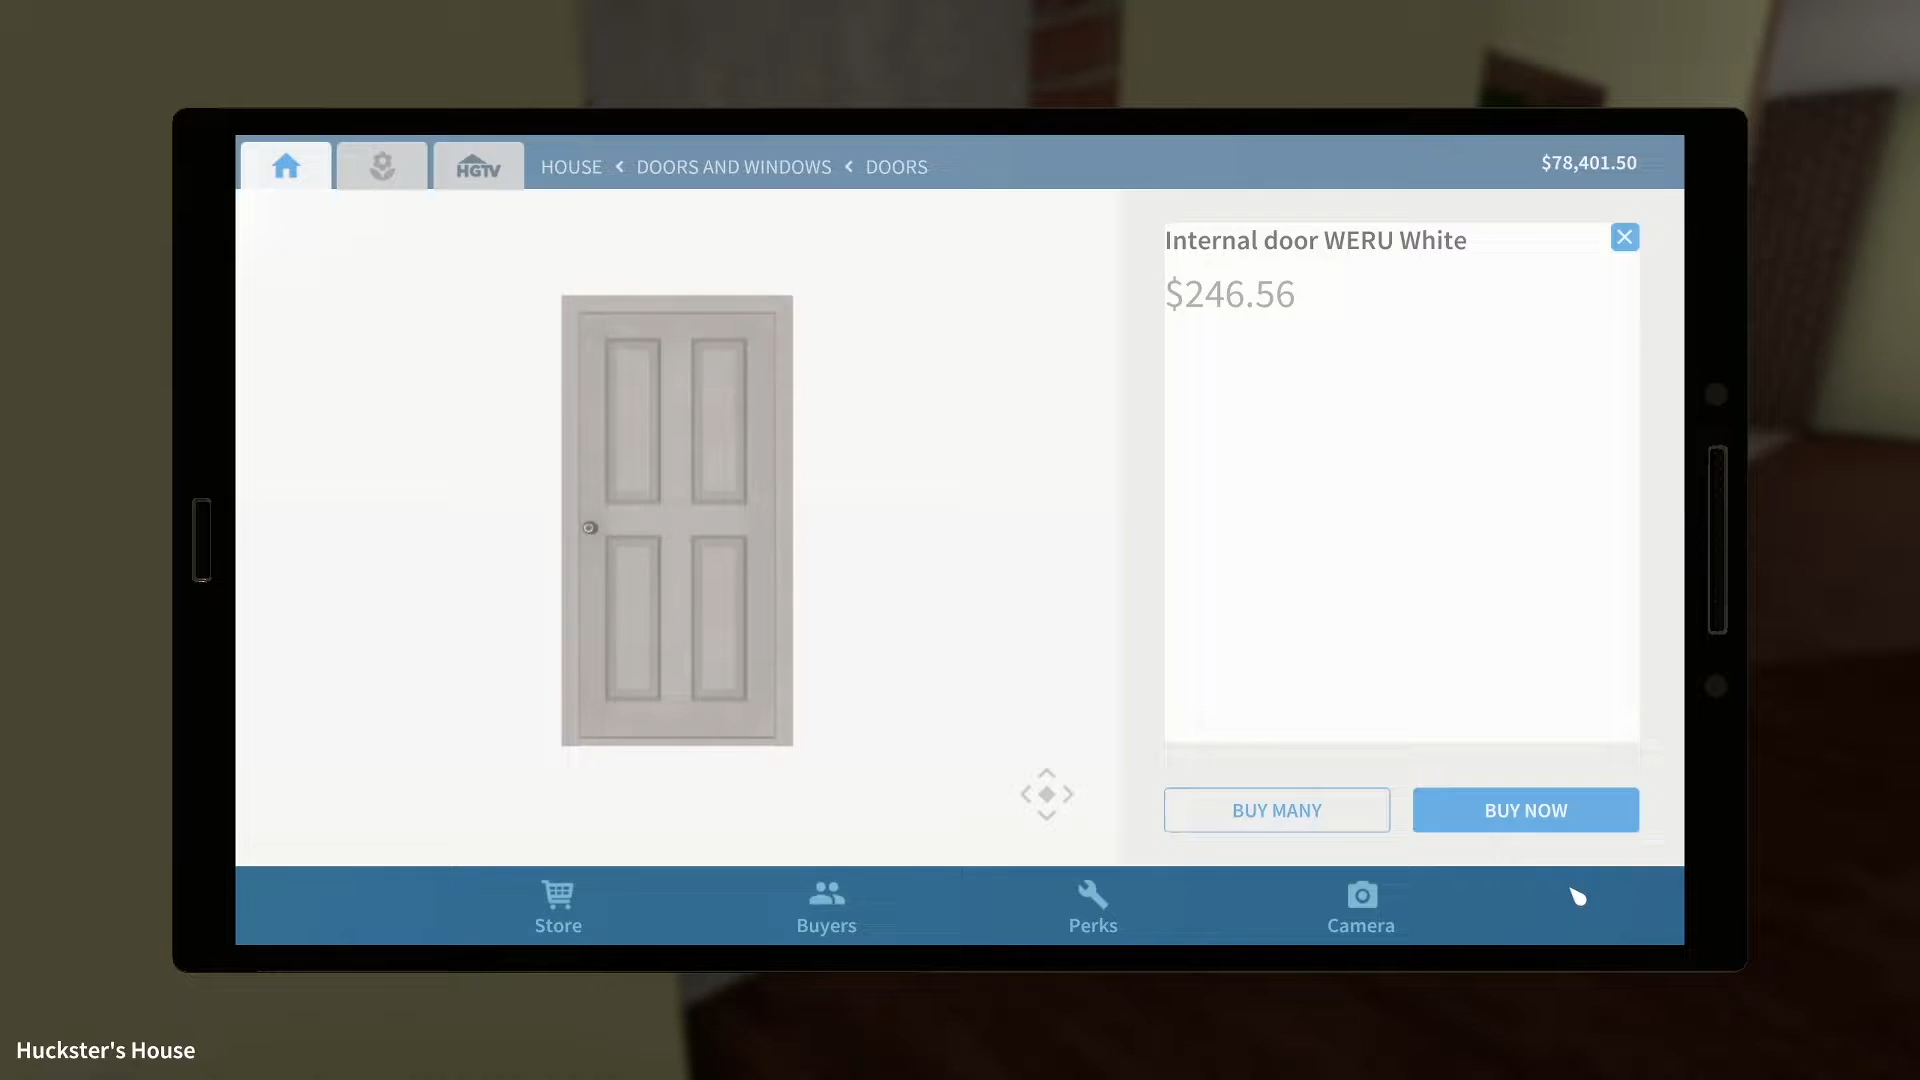 HGTV
HOUSE < DOORS AND WINDOWS < DOORS
$78,401.50
Internal door WERU White
$246.56
BUY MANY
BUY NOW
Store
Buyers
Perks
Camera
Huckster's House